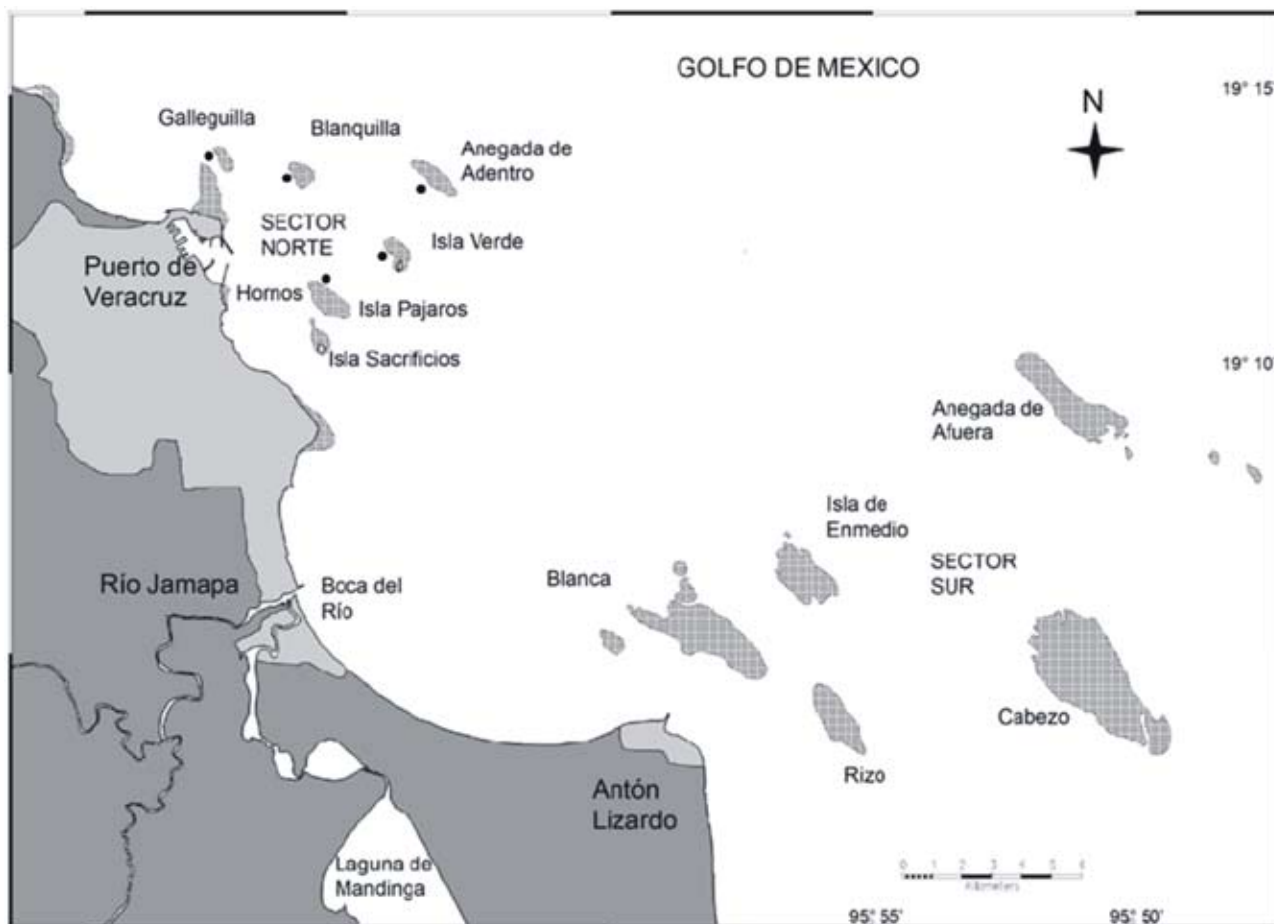 GOLFO DE MEXICO
19° 15'
N
Galleguilla
Blanquilla
Anegada de
Adentro
SECTOR
NORTE
Isla Verde
Puerto de
Veracruz
Hornos
Isla Pajaros
Isla Sacrificios
19° 10'
Anegada de
Afuera
Isla de
Enmedio
SECTOR
SUR
Blanca
Río Jamapa
Boca del
Río
Cabezo
Rizo
Antón
Lizardo
Laguna de
Mandinga
0 1 2 3 4 5 6
Kilometers
95° 55'
95° 50'